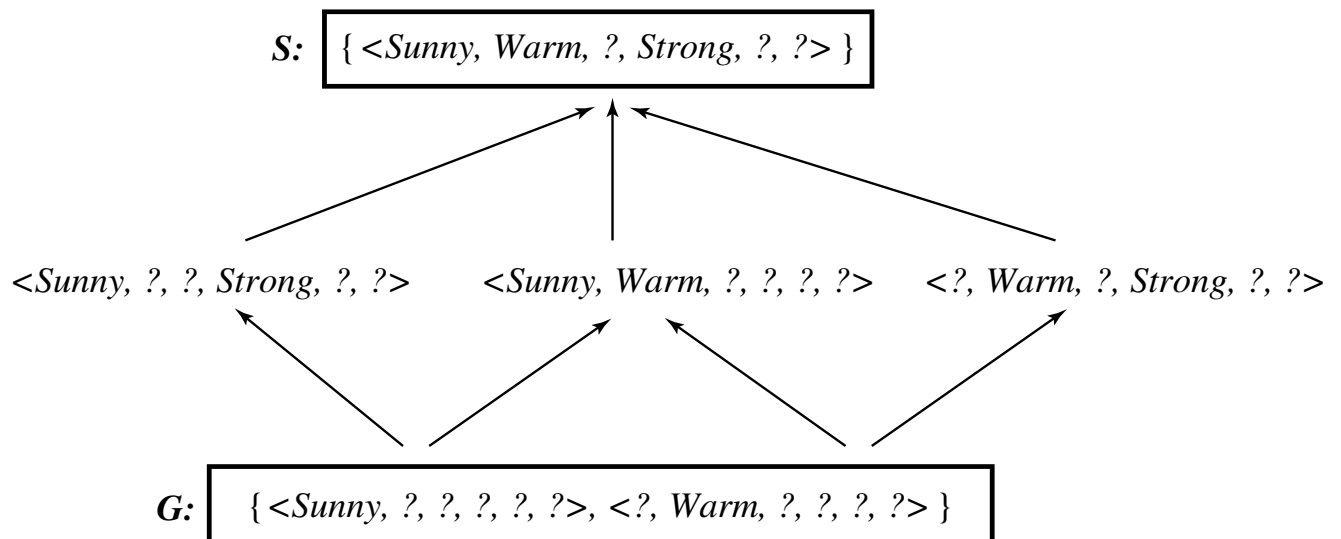 S: { <Sunny, Warm, ?, Strong, ?, ?> }
<Sunny, ?, ?, Strong, ?, ?> <Sunny, Warm, ?, ?, ?, ?> <?, Warm, ?, Strong, ?, ?>
G: { <Sunny, ?, ?, ?, ?, ?>, <?, Warm, ?, ?, ?, ?> }